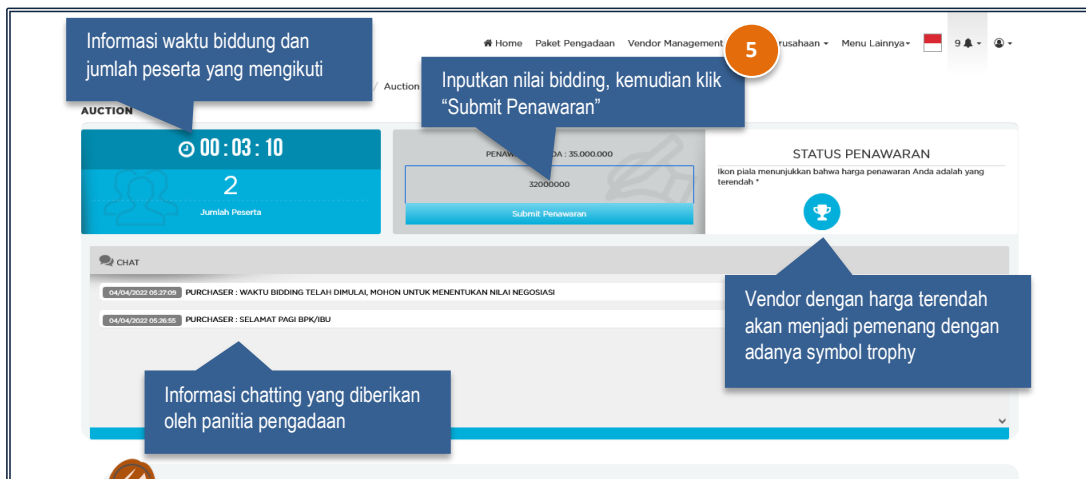 Informasi waktu biddung dan
jumlah peserta yang mengikuti
Home Paket Pengadaan Vendor Management rusahaan Menu Lainnya 9
5
/ Auction
Inputkan nilai bidding, kemudian klik
“Submit Penawaran”
AUCTION
00 : 03 : 10
2
Jumlah Peserta
PENAW DA : 35.000.000
32000000
Submit Penawaran
STATUS PENAWARAN
Ikon piala menunjukkan bahwa harga penawaran Anda adalah yang
terendah *
CHAT
04/04/2022 05:27:09 PURCHASER : WAKTU BIDDING TELAH DIMULAI, MOHON UNTUK MENENTUKAN NILAI NEGOSIASI
04/04/2022 05:26:55 PURCHASER : SELAMAT PAGI BPK/IBU
Vendor dengan harga terendah
akan menjadi pemenang dengan
adanya symbol trophy
Informasi chatting yang diberikan
oleh panitia pengadaan